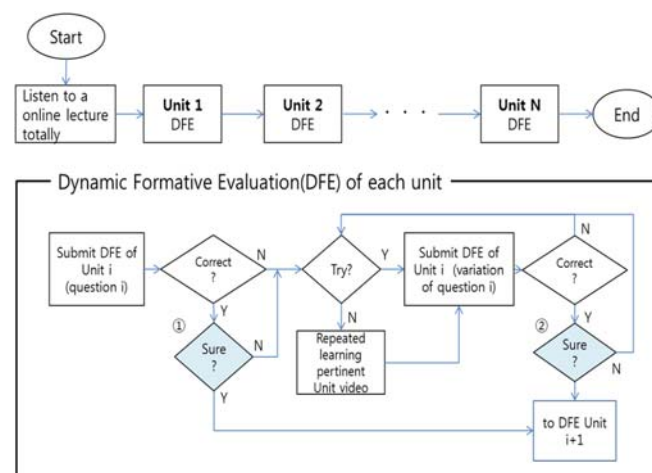 Start
Listen to a
online lecture
totally
Unit 1
DFE
Unit 2
DFE
. . .
Unit N
DFE
End
Dynamic Formative Evaluation(DFE) of each unit
Submit DFE of
Unit i
(question i)
Correct
?
N
Y
①
Sure
?
N
Y
Try?
Y
N
Repeated
learning
pertinent
Unit video
Submit DFE of
Unit i (variation
of question i)
Correct
?
N
Y
②
Sure
?
N
Y
to DFE Unit
i+1